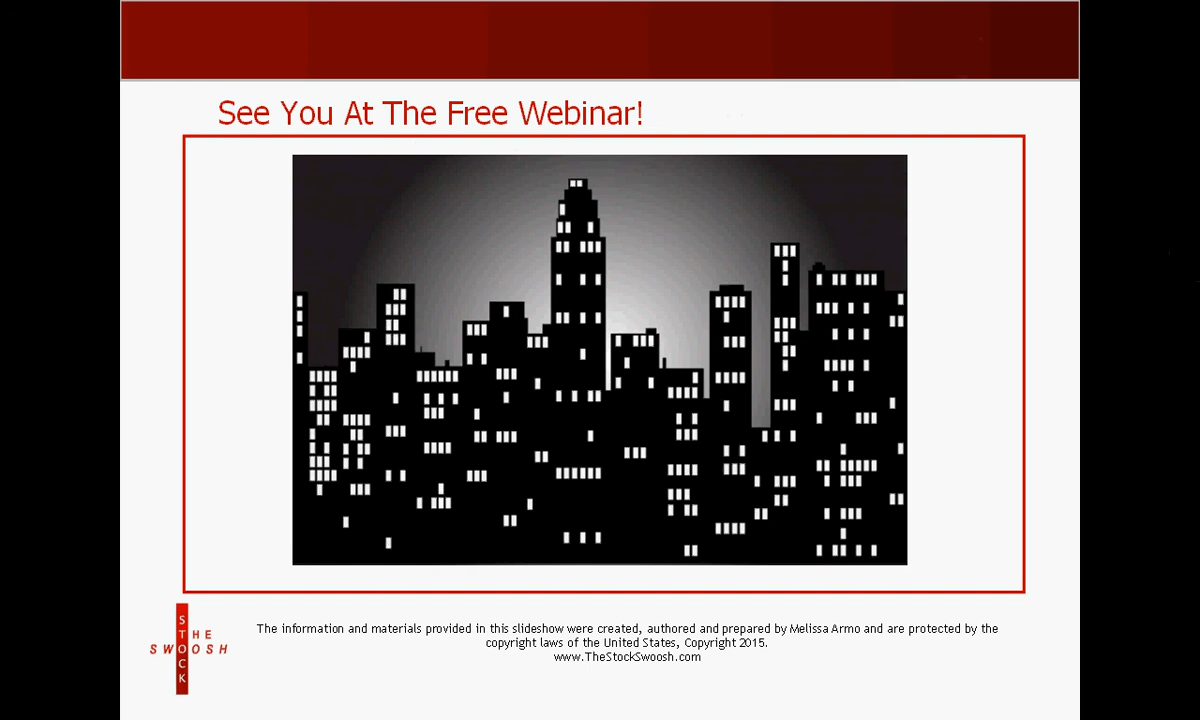 See You At The Free Webinar!
THE
STOCK
SWOOSH
The information and materials provided in this slideshow were created, authored and prepared by Melissa Armo and are protected by the
copyright laws of the United States, Copyright 2015.
www.TheStockSwoosh.com